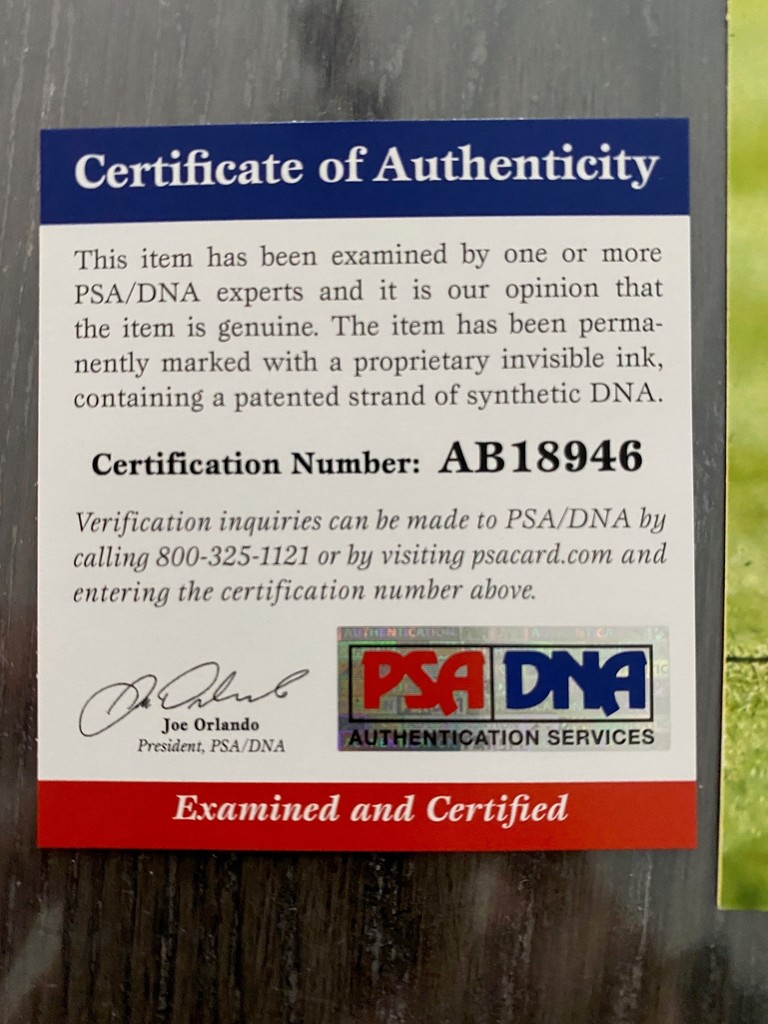 Certificate of Authenticity
This item has been examined by one or more
PSA/DNA experts and it is our opinion that
the item is genuine. The item has been perma-
nently marked with a proprietary invisible ink,
containing a patented strand of synthetic DNA.
Certification Number: AB18946
Verification inquiries can be made to PSA/DNA by
calling 800-325-1121 or by visiting psacard.com and
entering the certification number above.
PSA DNA
AUTHENTICATION SERVICES
Joe Orlando
President, PSA/DNA
Examined and Certified